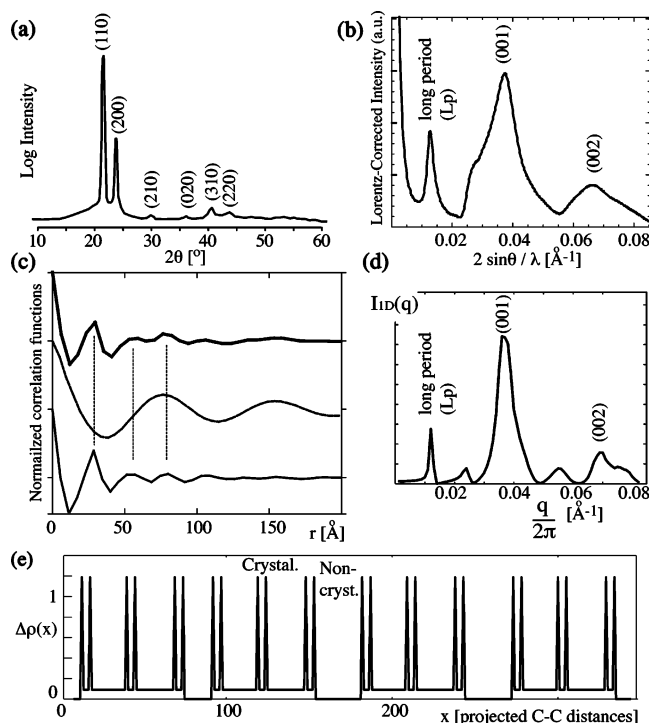 (a)
(110)
(200)
(210)
(020)
(310)
(220)
Log Intensity
10 20 30 40 50 60
2θ [°]
(b)
Lorentz-Corrected Intensity (a.u.)
long period
(Lp)
(001)
(002)
0.02 0.04 0.06 0.08
2 sinθ / λ [Å-1]
(c)
Normailzed correlation functions
0 50 100 150
r [Å]
(d)
I1D(q)
long period
(Lp)
(001)
(002)
0.02 0.04 0.06 0.08
q
2π
[Å-1]
(e)
Crystal.
Non-
cryst.
1
Δρ(x)
0
0 100 200
x [projected C-C distances]